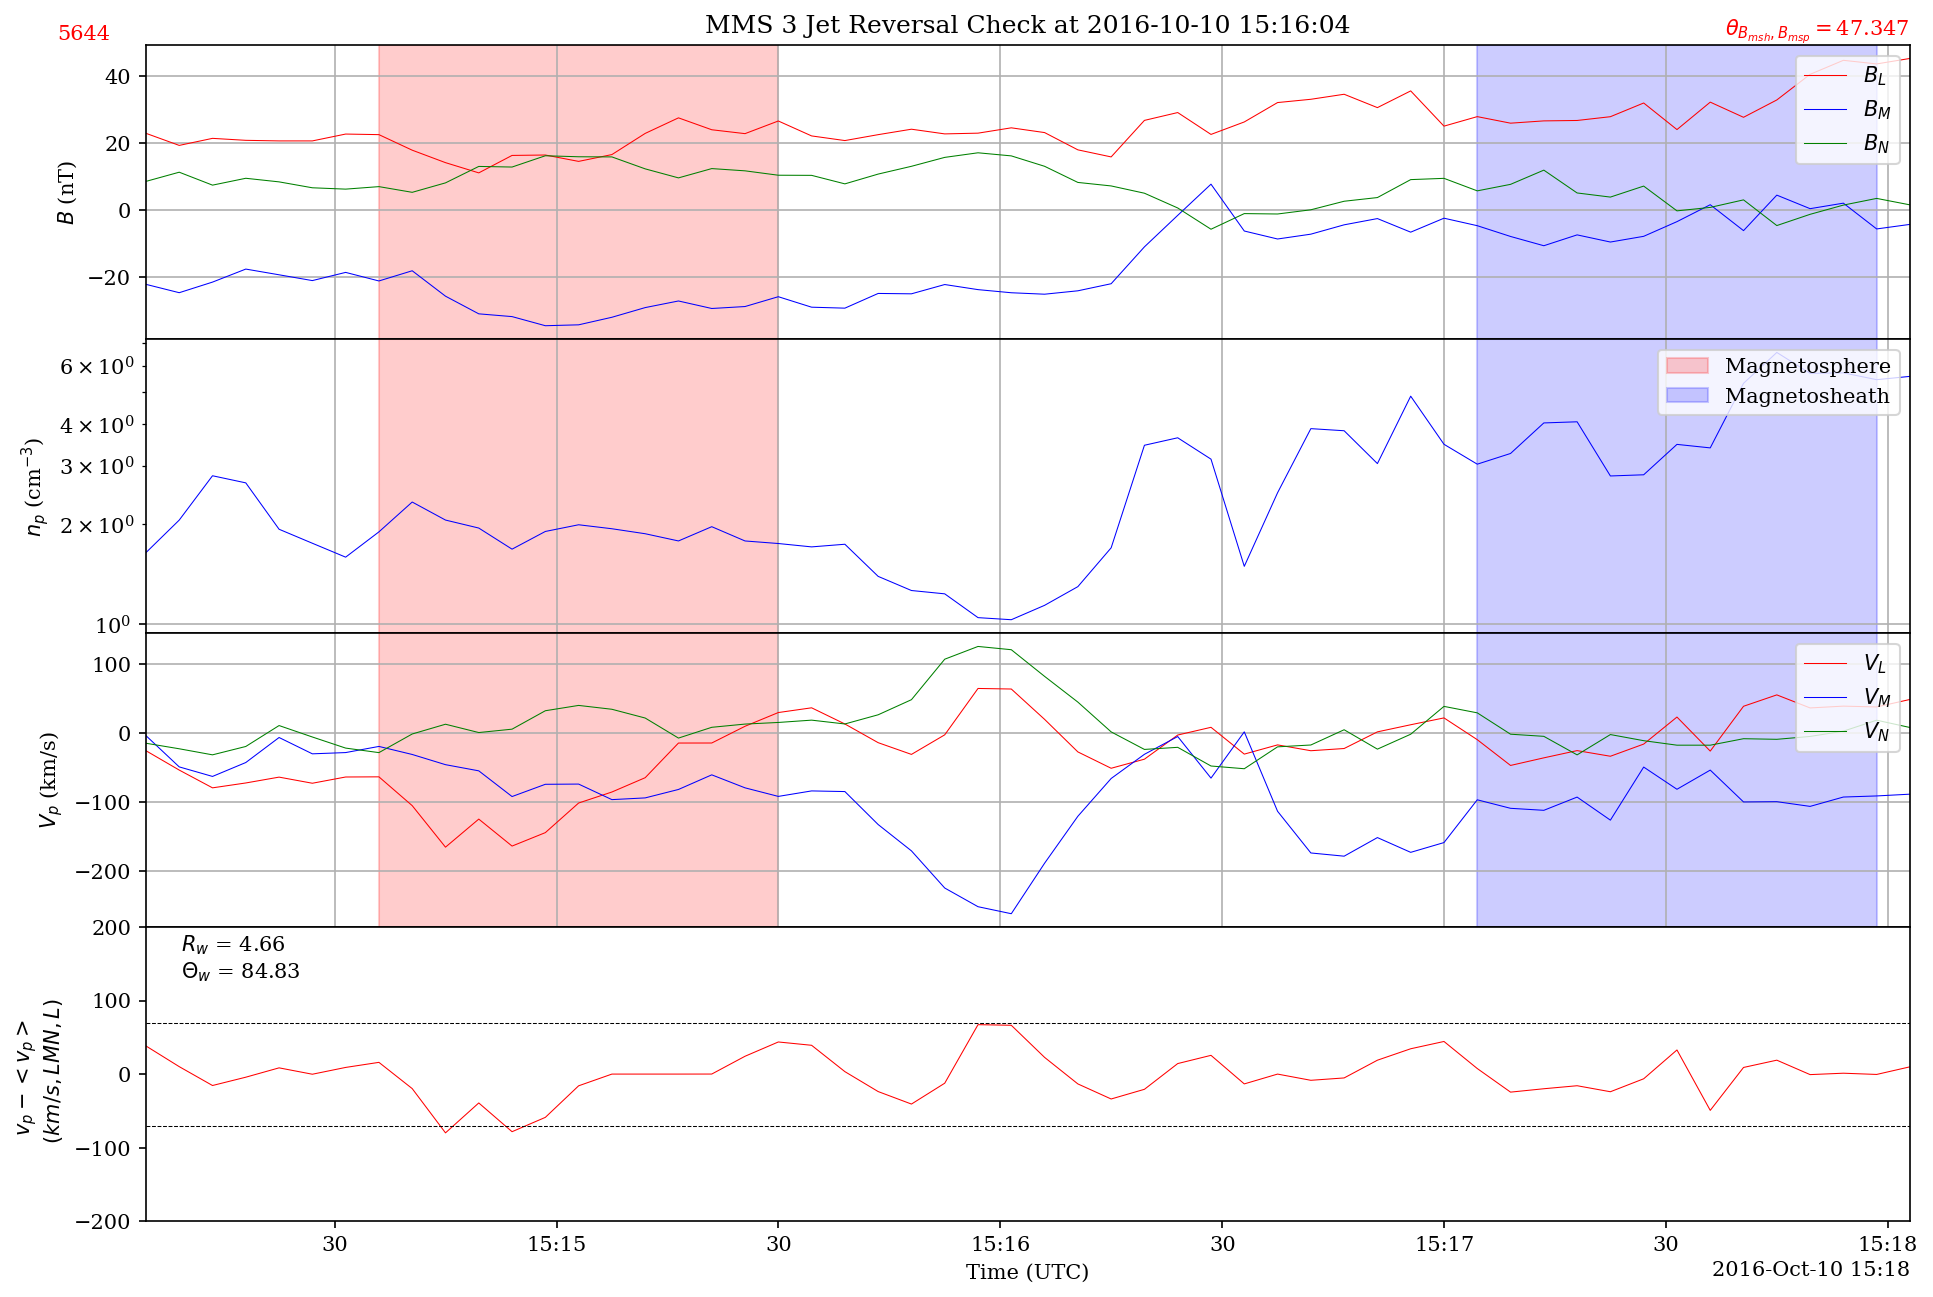 MMS 3 Jet Reversal Check at 2016-10-10 15:16:04
5644
θ_{B_{msh}, B_{msp}} = 47.347
40
20
0
−20
B (nT)
B_L
B_M
B_N
6 × 10^0
4 × 10^0
3 × 10^0
2 × 10^0
10^0
n_p (cm^{−3})
Magnetosphere
Magnetosheath
100
0
−100
−200
V_p (km/s)
V_L
V_M
V_N
200
100
0
−100
−200
v_p − < v_p >
(km/s, LMN, L)
R_w = 4.66
Θ_w = 84.83
30 15:15 30 15:16 30 15:17 30 15:18
Time (UTC)
2016-Oct-10 15:18